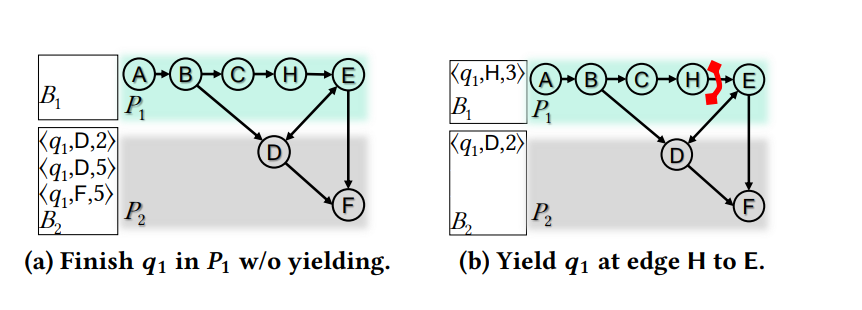 A B C H E
B₁
P₁
⟨q₁,D,2⟩
⟨q₁,D,5⟩
⟨q₁,F,5⟩
B₂
D
P₂
F
(a) Finish q₁ in P₁ w/o yielding.
⟨q₁,H,3⟩
A B C H E
B₁
P₁
⟨q₁,D,2⟩
D
B₂
P₂
F
(b) Yield q₁ at edge H to E.